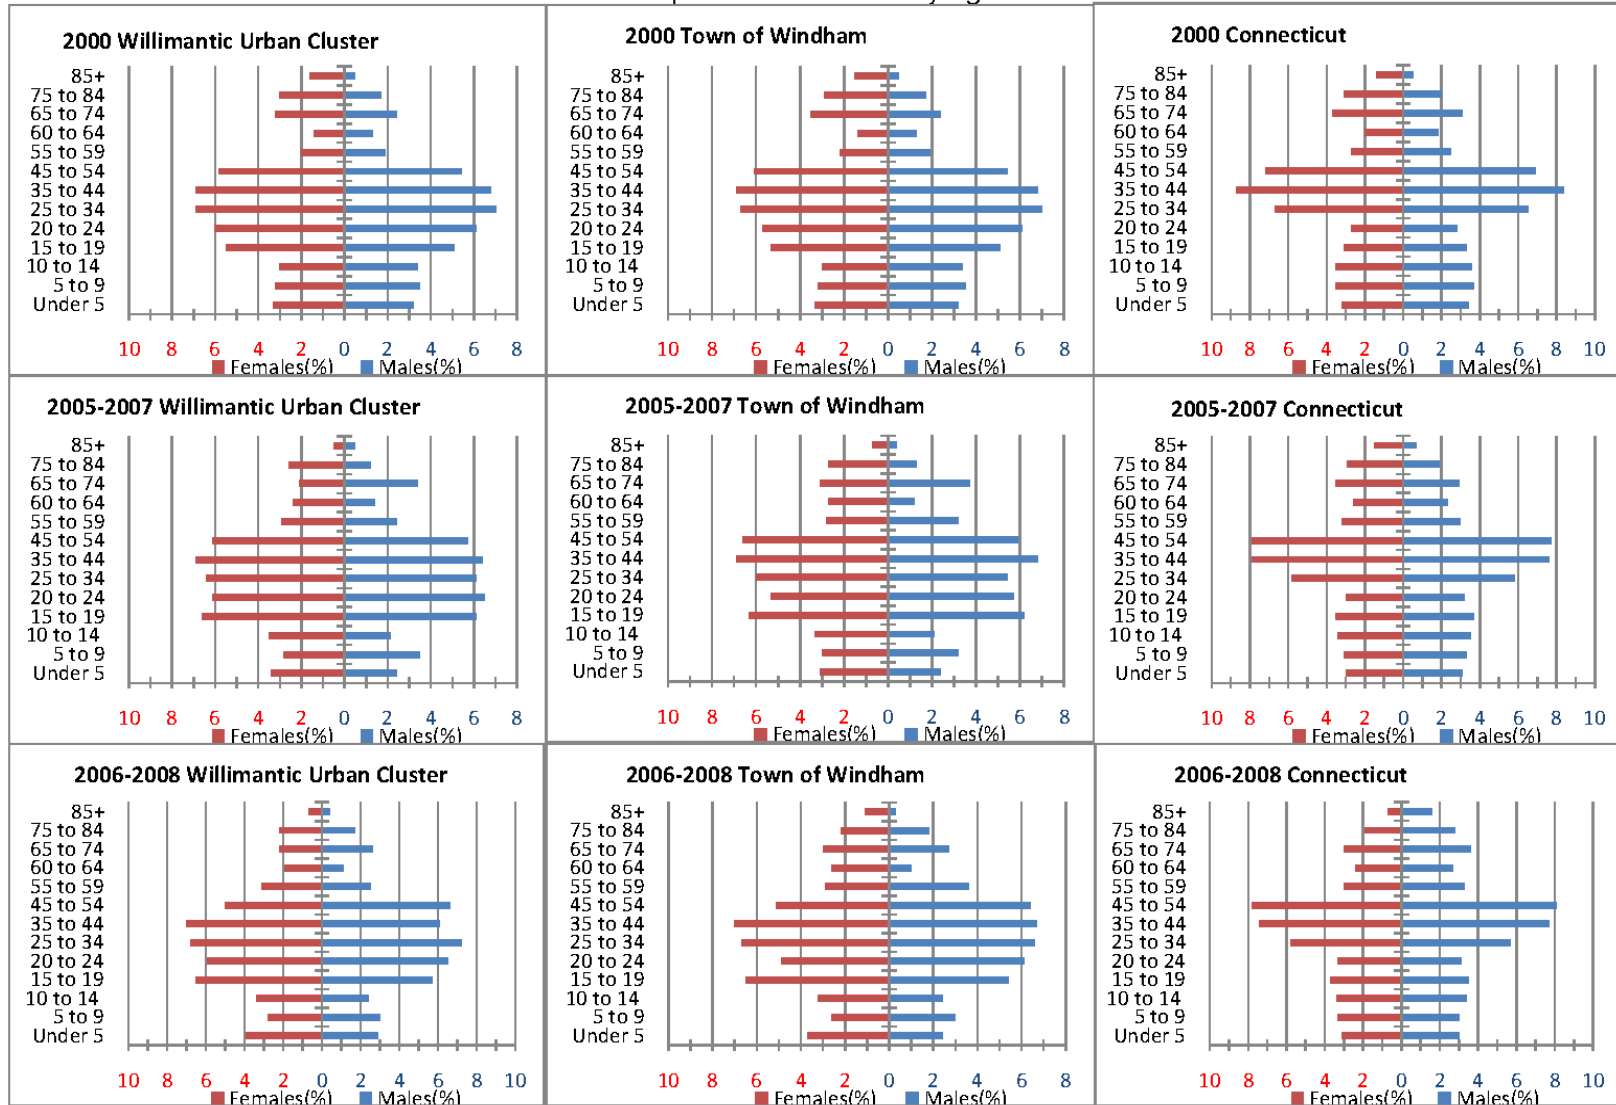 2000 Willimantic Urban Cluster
85+
75 to 84
65 to 74
60 to 64
55 to 59
45 to 54
35 to 44
25 to 34
20 to 24
15 to 19
10 to 14
5 to 9
Under 5
10 8 6 4 2 0 2 4 6 8
Females(%) Males(%)
2000 Town of Windham
85+
75 to 84
65 to 74
60 to 64
55 to 59
45 to 54
35 to 44
25 to 34
20 to 24
15 to 19
10 to 14
5 to 9
Under 5
10 8 6 4 2 0 2 4 6 8
Females(%) Males(%)
2000 Connecticut
85+
75 to 84
65 to 74
60 to 64
55 to 59
45 to 54
35 to 44
25 to 34
20 to 24
15 to 19
10 to 14
5 to 9
Under 5
10 8 6 4 2 0 2 4 6 8 10
Females(%) Males(%)
2005-2007 Willimantic Urban Cluster
85+
75 to 84
65 to 74
60 to 64
55 to 59
45 to 54
35 to 44
25 to 34
20 to 24
15 to 19
10 to 14
5 to 9
Under 5
10 8 6 4 2 0 2 4 6 8
Females(%) Males(%)
2005-2007 Town of Windham
85+
75 to 84
65 to 74
60 to 64
55 to 59
45 to 54
35 to 44
25 to 34
20 to 24
15 to 19
10 to 14
5 to 9
Under 5
10 8 6 4 2 0 2 4 6 8
Females(%) Males(%)
2005-2007 Connecticut
85+
75 to 84
65 to 74
60 to 64
55 to 59
45 to 54
35 to 44
25 to 34
20 to 24
15 to 19
10 to 14
5 to 9
Under 5
10 8 6 4 2 0 2 4 6 8 10
Females(%) Males(%)
2006-2008 Willimantic Urban Cluster
85+
75 to 84
65 to 74
60 to 64
55 to 59
45 to 54
35 to 44
25 to 34
20 to 24
15 to 19
10 to 14
5 to 9
Under 5
10 8 6 4 2 0 2 4 6 8 10
Females(%) Males(%)
2006-2008 Town of Windham
85+
75 to 84
65 to 74
60 to 64
55 to 59
45 to 54
35 to 44
25 to 34
20 to 24
15 to 19
10 to 14
5 to 9
Under 5
10 8 6 4 2 0 2 4 6 8
Females(%) Males(%)
2006-2008 Connecticut
85+
75 to 84
65 to 74
60 to 64
55 to 59
45 to 54
35 to 44
25 to 34
20 to 24
15 to 19
10 to 14
5 to 9
Under 5
10 8 6 4 2 0 2 4 6 8 10
Females(%) Males(%)